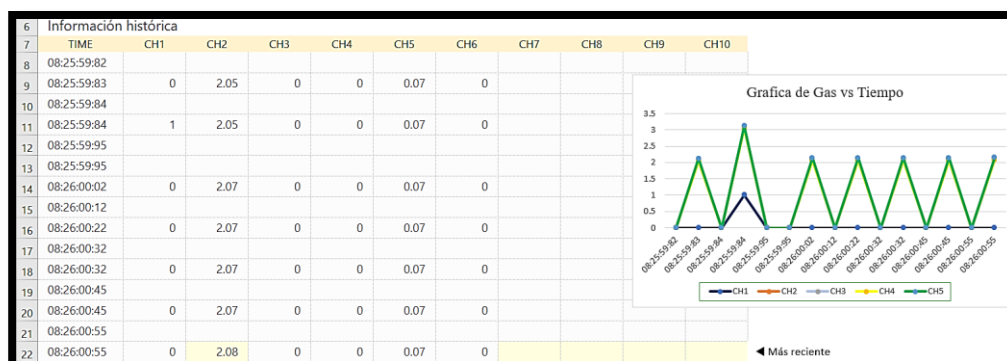 6 Información histórica
7 TIME CH1 CH2 CH3 CH4 CH5 CH6 CH7 CH8 CH9 CH10
8 08:25:59:82
9 08:25:59:83 0 2.05 0 0 0.07 0
10 08:25:59:84
11 08:25:59:84 1 2.05 0 0 0.07 0
12 08:25:59:95
13 08:25:59:95
14 08:26:00:02 0 2.07 0 0 0.07 0
15 08:26:00:12
16 08:26:00:22 0 2.07 0 0 0.07 0
17 08:26:00:32
18 08:26:00:32 0 2.07 0 0 0.07 0
19 08:26:00:45
20 08:26:00:45 0 2.07 0 0 0.07 0
21 08:26:00:55
22 08:26:00:55 0 2.08 0 0 0.07 0
Grafica de Gas vs Tiempo
3.5
3
2.5
2
1.5
1
0.5
0
08:25:59:82 08:25:59:83 08:25:59:84 08:25:59:84 08:25:59:95 08:25:59:95 08:26:00:02 08:26:00:12 08:26:00:22 08:26:00:32 08:26:00:32 08:26:00:45 08:26:00:45 08:26:00:55 08:26:00:55
CH1 CH2 CH3 CH4 CH5
◄ Más reciente